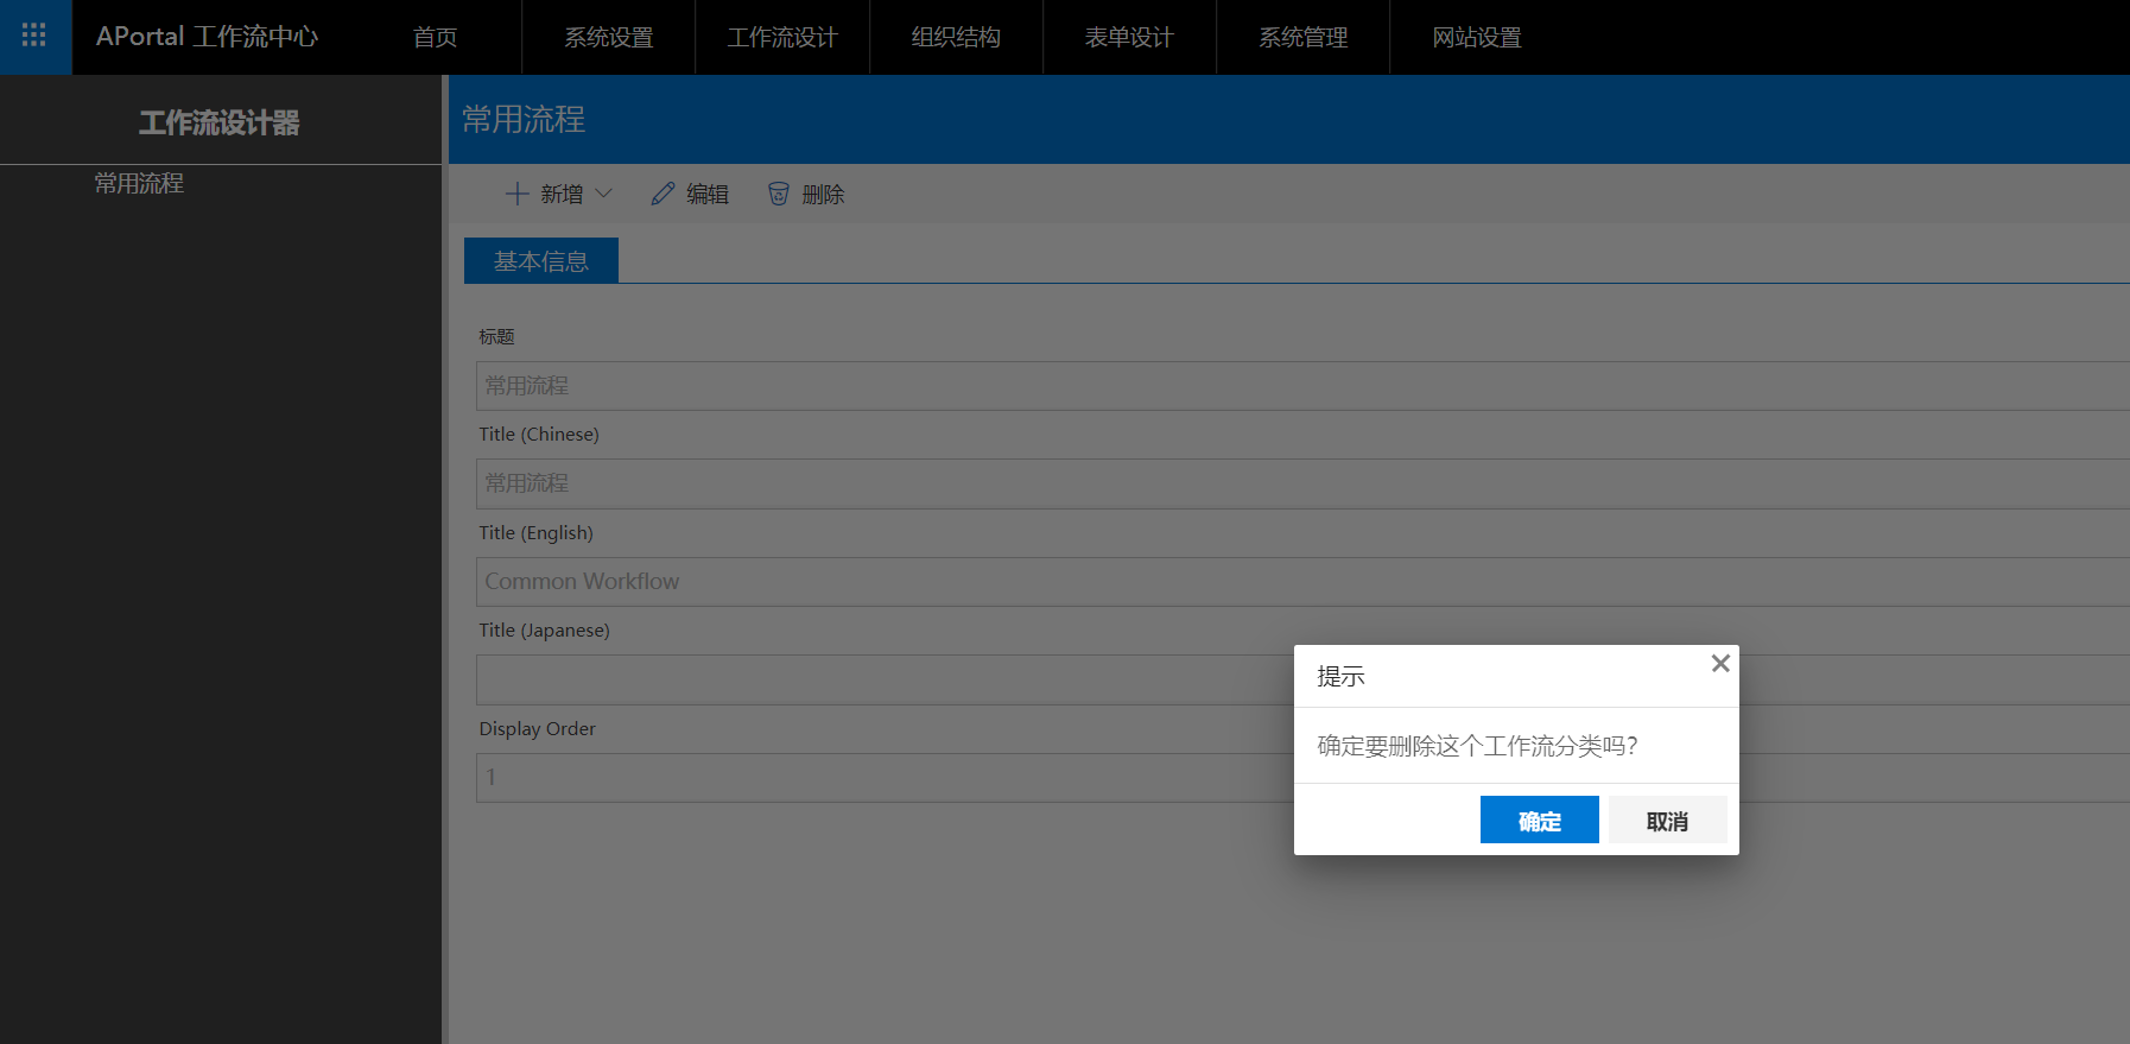 APortal 工作流中心 首页 系统设置 工作流设计 组织结构 表单设计 系统管理 网站设置
工作流设计器
常用流程
常用流程
新增 编辑 删除
基本信息
标题
常用流程
Title (Chinese)
常用流程
Title (English)
Common Workflow
Title (Japanese)
Display Order
1
提示
确定要删除这个工作流分类吗?
确定 取消